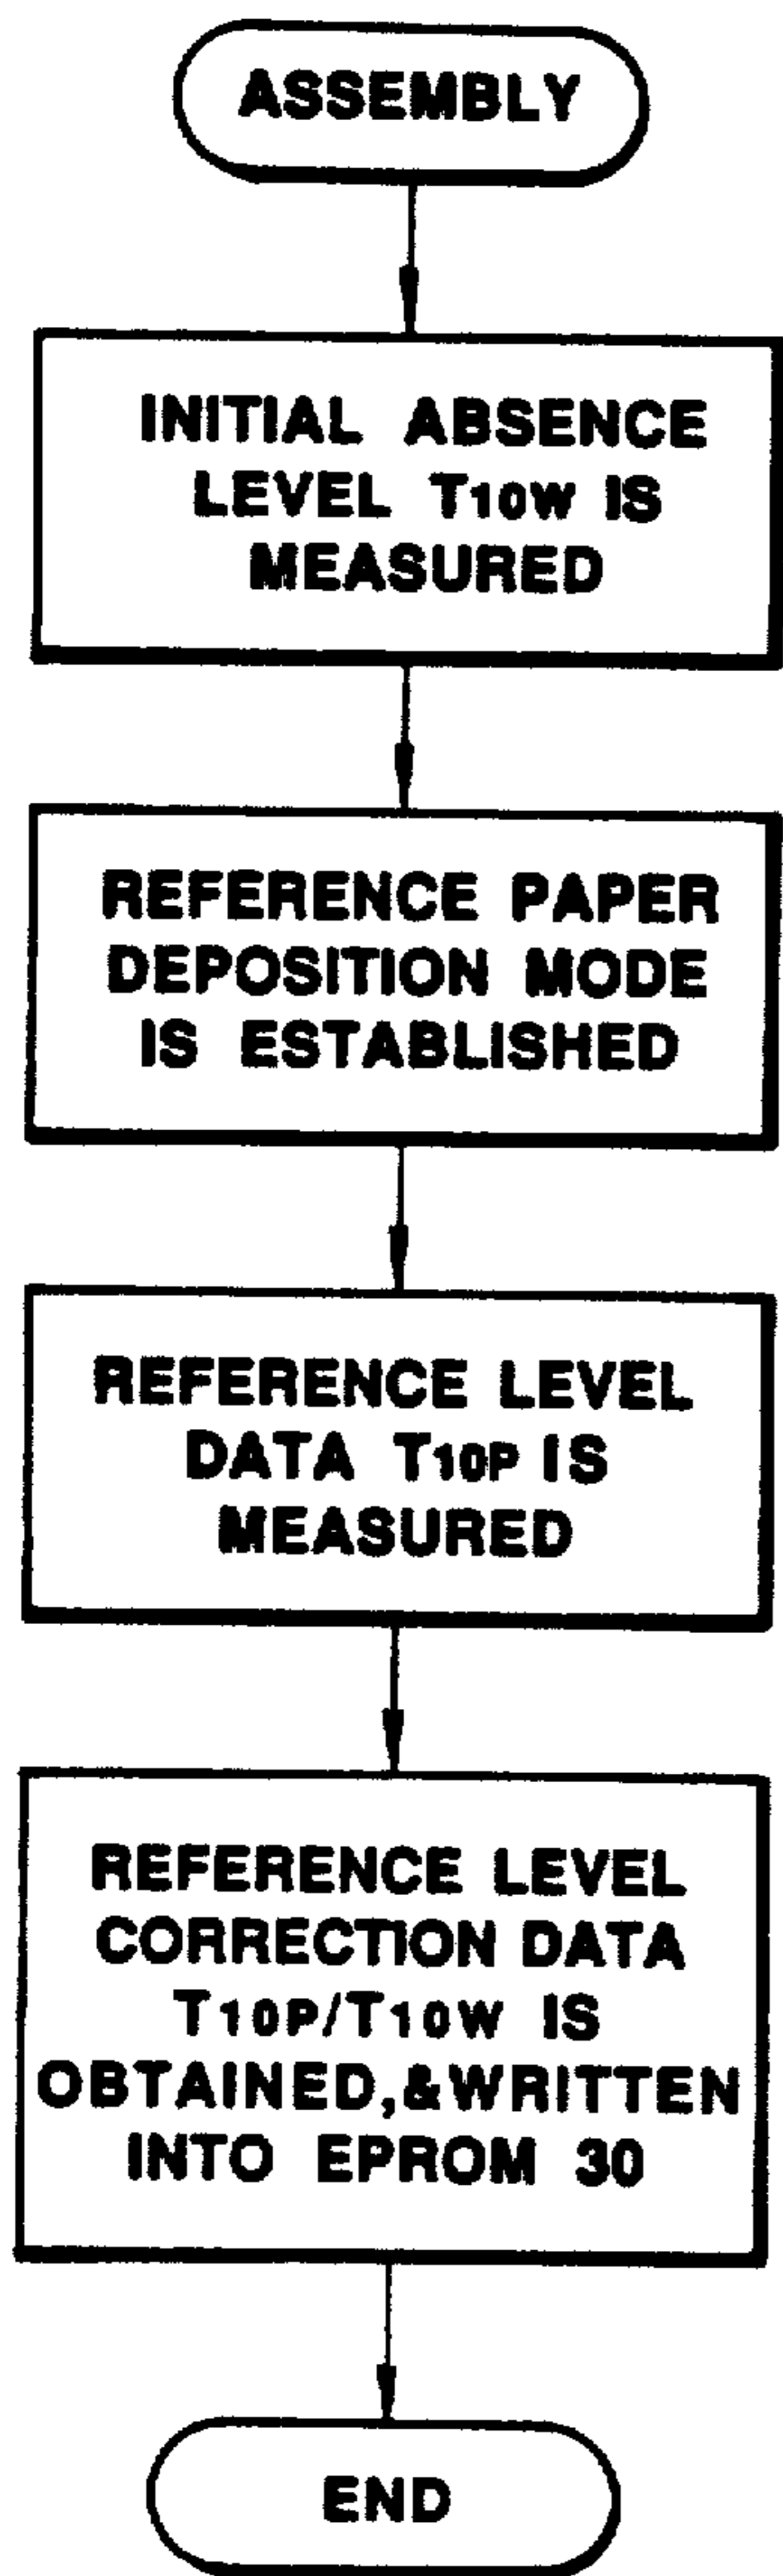 ASSEMBLY
INITIAL ABSENCE
LEVEL T10W IS
MEASURED
REFERENCE PAPER
DEPOSITION MODE
IS ESTABLISHED
REFERENCE LEVEL
DATA T10P IS
MEASURED
REFERENCE LEVEL
CORRECTION DATA
T10P/T10W IS
OBTAINED,&WRITTEN
INTO EPROM 30
END